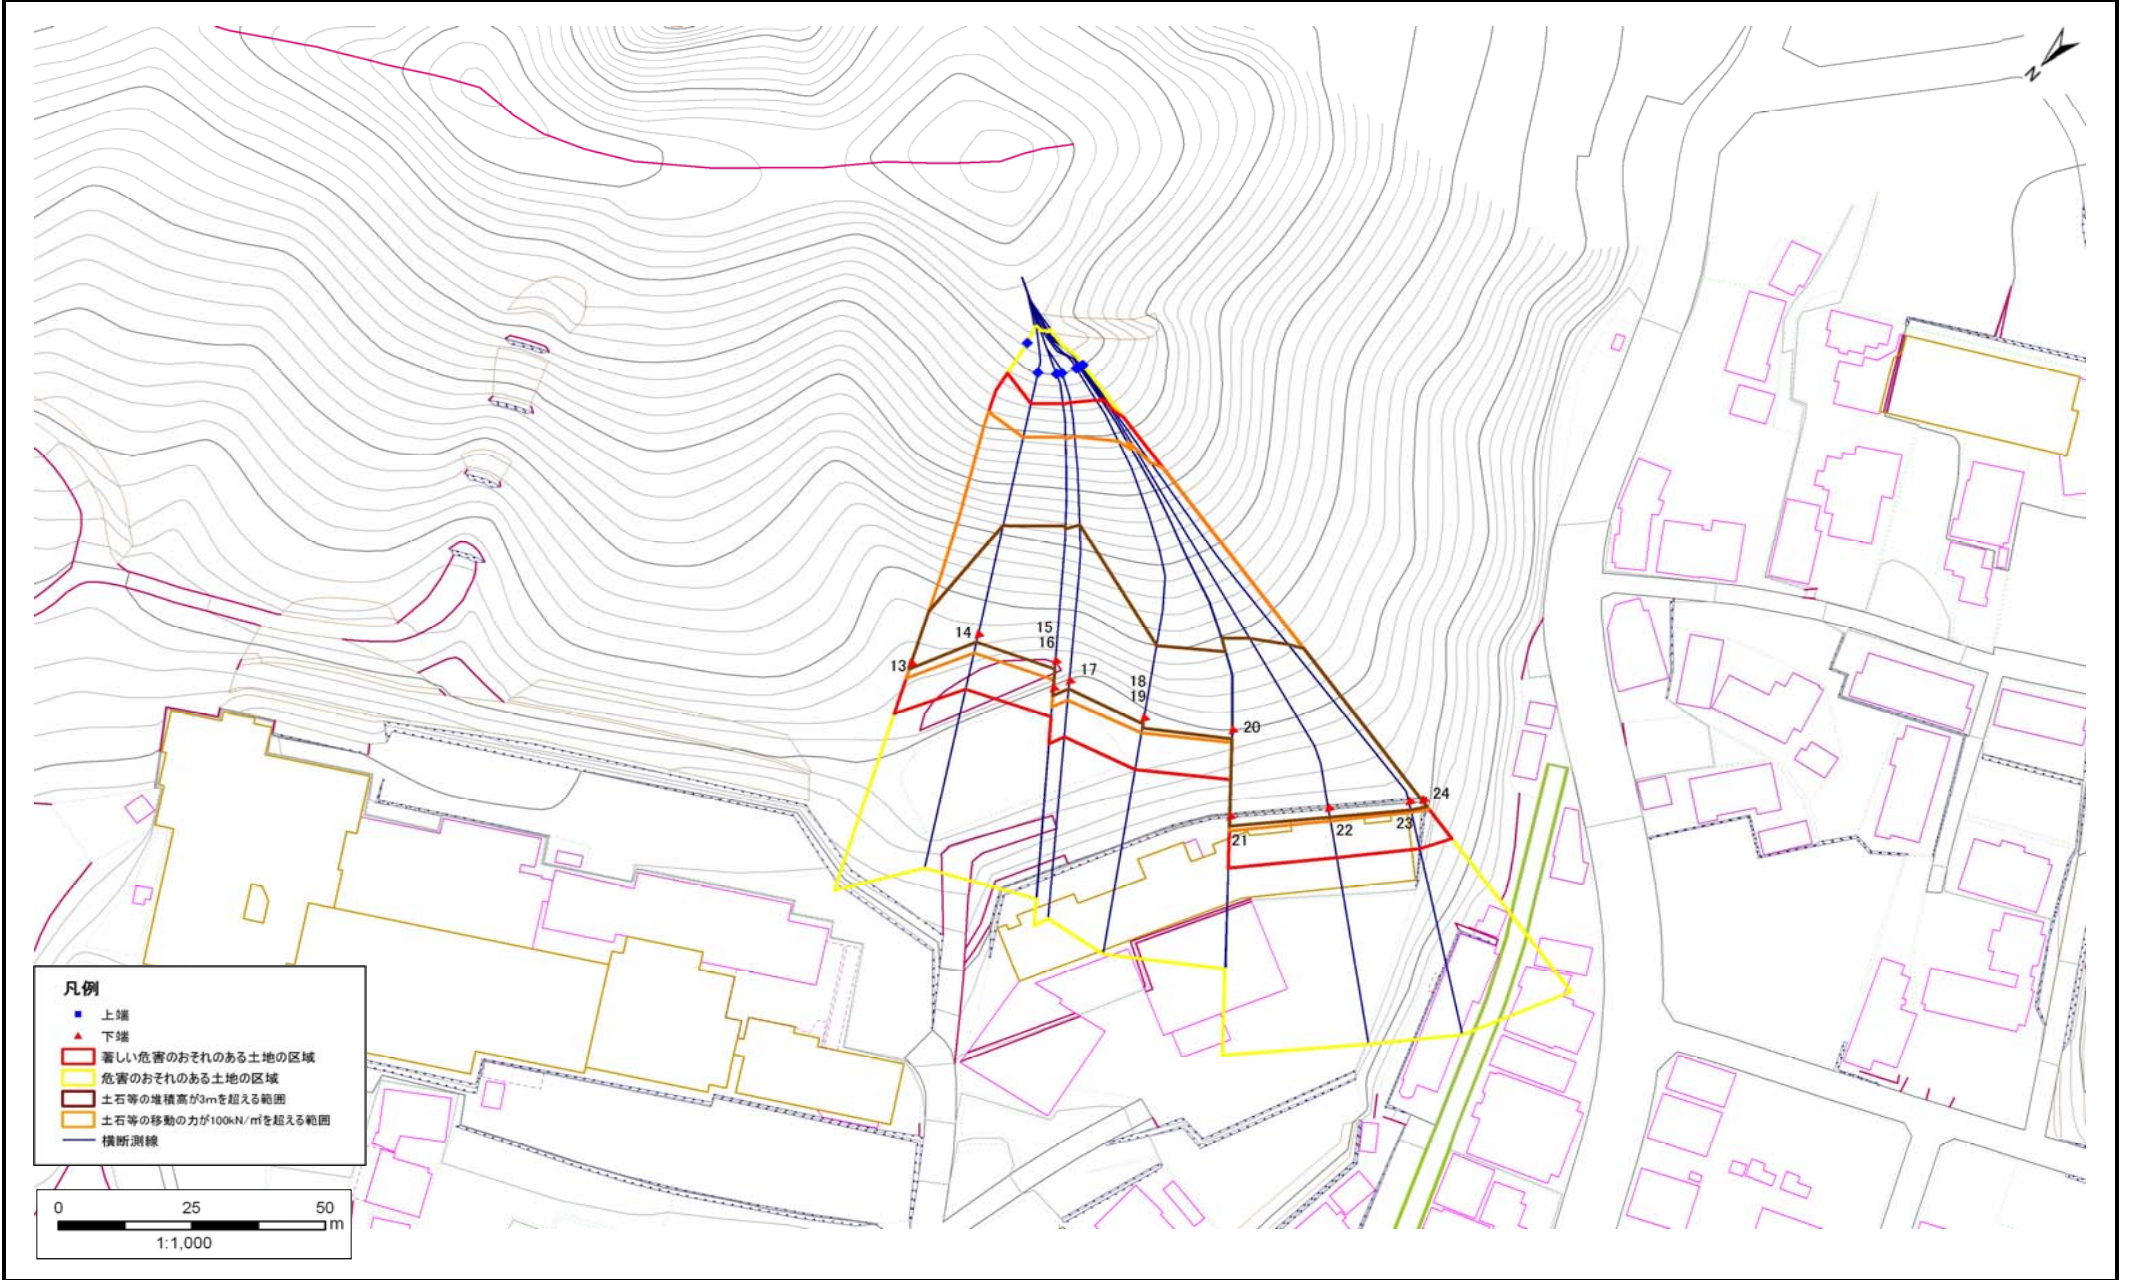 N
14
15
16
13
17
18
19
20
24
23
22
21
凡例
上端
下端
著しい危害のおそれのある土地の区域
危害のおそれのある土地の区域
土石等の堆積高が3mを超える範囲
土石等の移動の力が100kN/㎡を超える範囲
横断測線
0 25 50
m
1:1,000